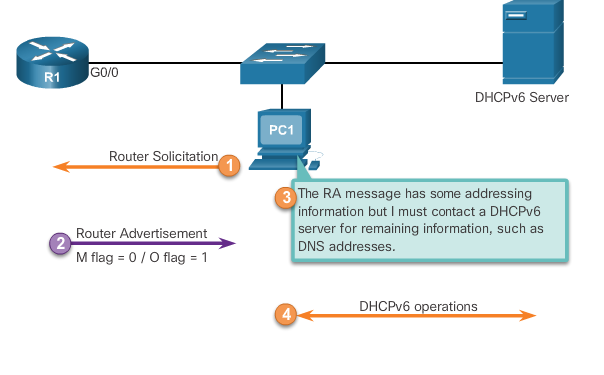 R1
G0/0
DHCPv6 Server
PC1
Router Solicitation
1
3
The RA message has some addressing
information but I must contact a DHCPv6
server for remaining information, such as
DNS addresses.
2
Router Advertisement
M flag = 0 / O flag = 1
4
DHCPv6 operations